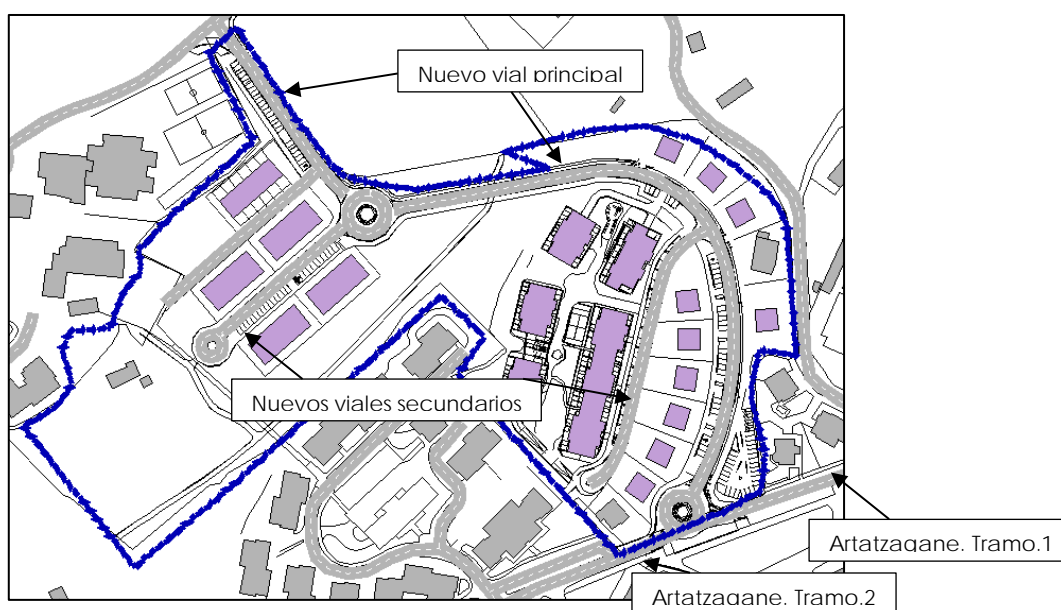 Nuevo vial principal
Nuevos viales secundarios
Artatzagane. Tramo.1
Artatzagane. Tramo.2